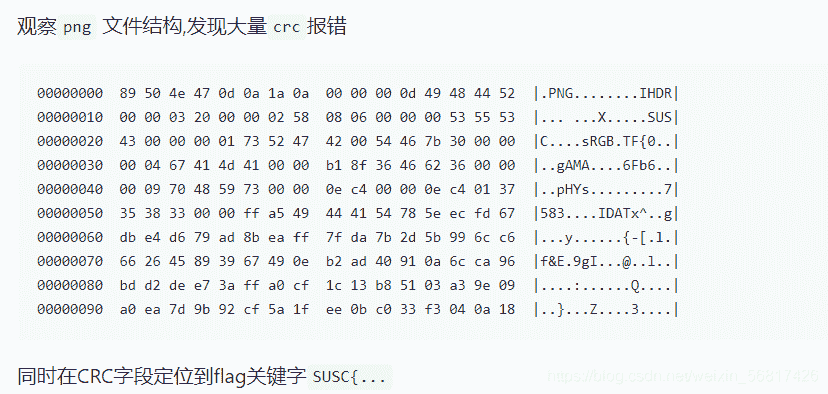 观察 png 文件结构,发现大量 crc 报错
00000000  89 50 4e 47 0d 0a 1a 0a  00 00 00 0d 49 48 44 52  |.PNG........IHDR|
00000010  00 00 03 20 00 00 02 58  08 06 00 00 00 53 55 53  |... ...X.....SUS|
00000020  43 00 00 00 01 73 52 47  42 00 54 46 7b 30 00 00  |C....sRGB.TF{0..|
00000030  00 04 67 41 4d 41 00 00  b1 8f 36 46 62 36 00 00  |..gAMA....6Fb6..|
00000040  00 09 70 48 59 73 00 00  0e c4 00 00 0e c4 01 37  |..pHYs.........7|
00000050  35 38 33 00 00 ff a5 49  44 41 54 78 5e ec fd 67  |583....IDATx^..g|
00000060  db e4 d6 79 ad 8b ea ff  7f da 7b 2d 5b 99 6c c6  |...y......{-[.l.|
00000070  66 26 45 89 39 67 49 0e  b2 ad 40 91 0a 6c ca 96  |f&E.9gI...@..l..|
00000080  bd d2 de e7 3a ff a0 cf  1c 13 b8 51 03 a3 9e 09  |....:......Q....|
00000090  a0 ea 7d 9b 92 cf 5a 1f  ee 0b c0 33 f3 04 0a 18  |..}...Z....3....|
同时在CRC字段定位到flag关键字 SUSC{...
https://blog.csdn.net/weixin_56817425